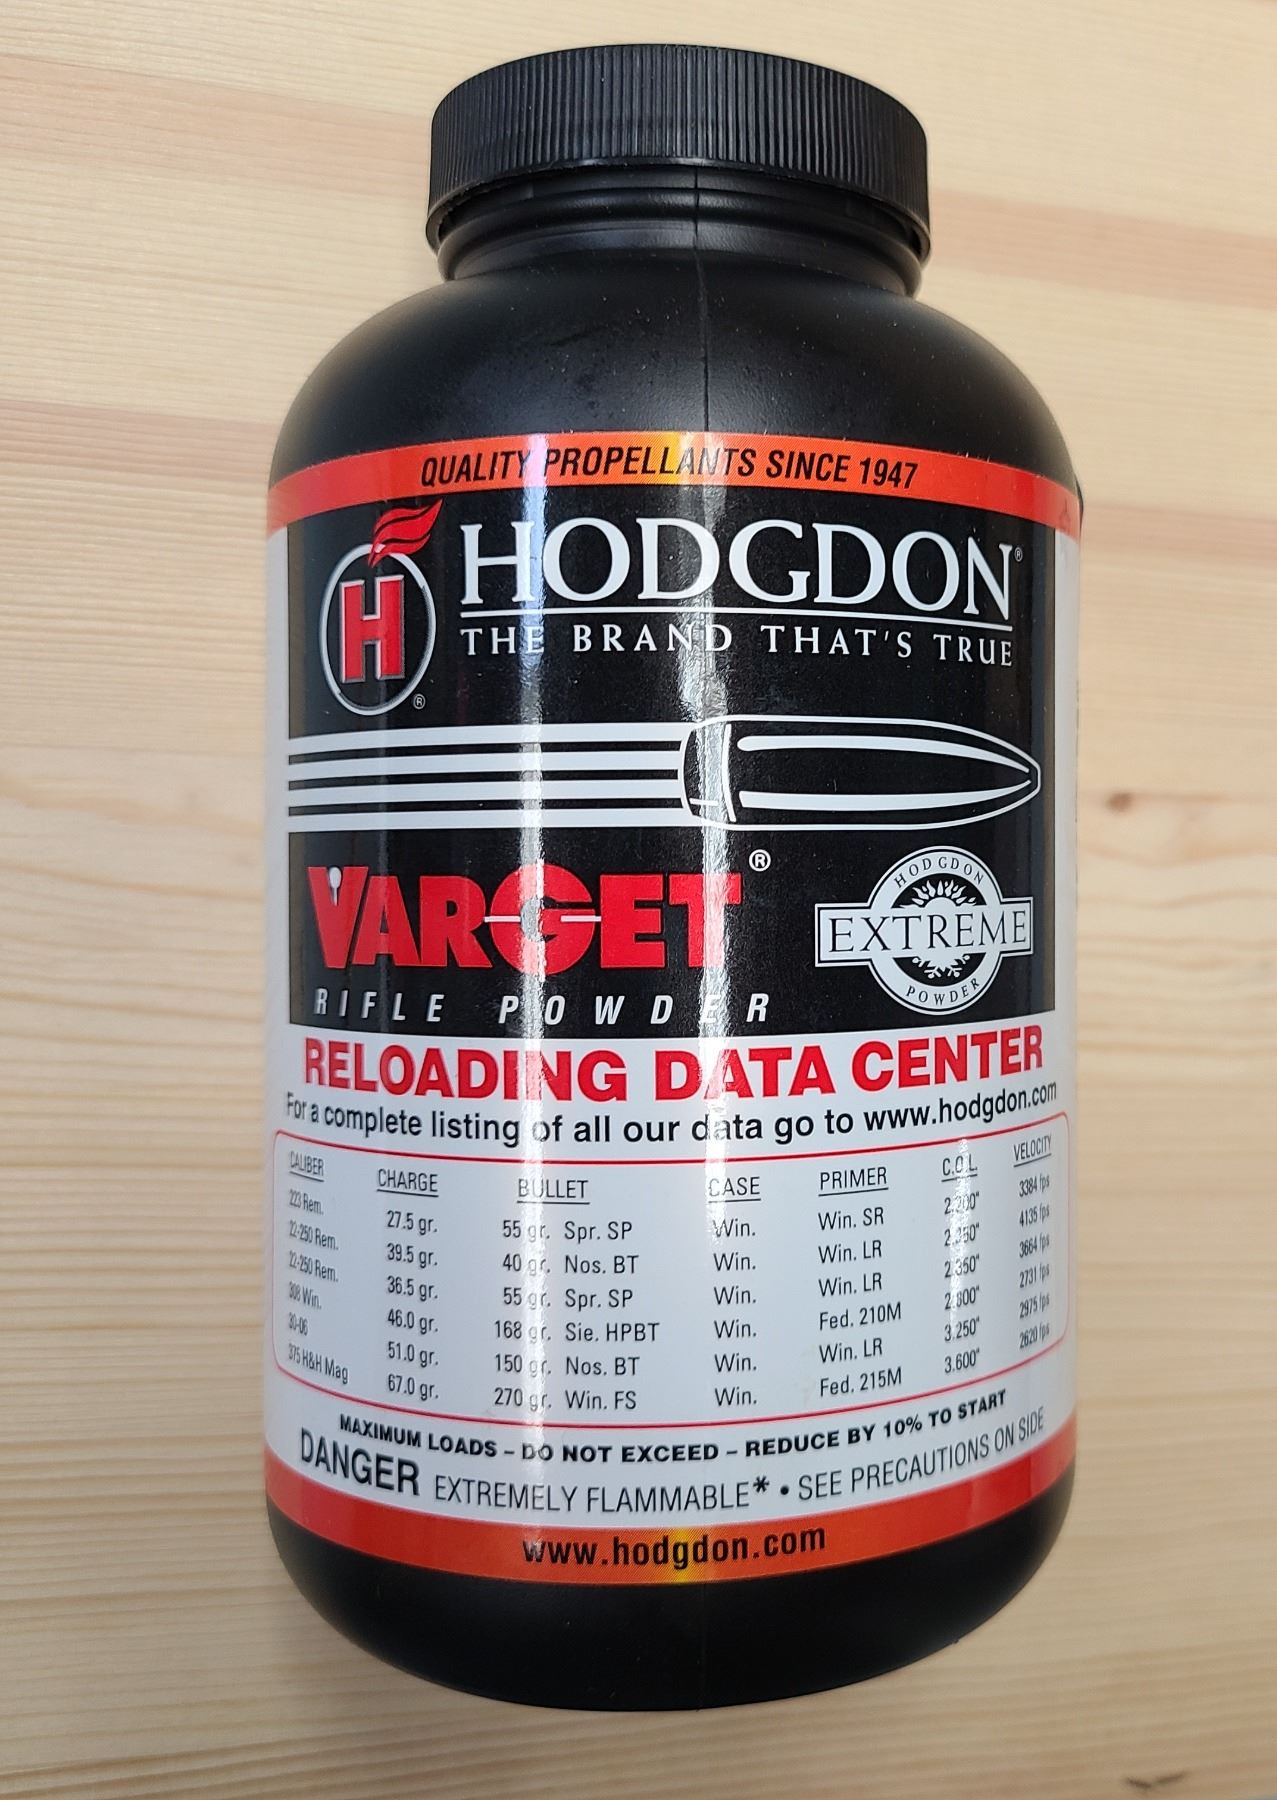 QUALITY PROPELLANTS SINCE 1947
H
®
HODGDON®
THE BRAND THAT'S TRUE
VARGET®
RIFLE POWDER
HODGDON
EXTREME
POWDER
RELOADING DATA CENTER
For a complete listing of all our data go to www.hodgdon.com
CALIBER CHARGE BULLET CASE PRIMER C.O.L. VELOCITY
223 Rem. 27.5 gr. 55 gr. Spr. SP Win. Win. SR 2.200" 3384 fps
22-250 Rem. 39.5 gr. 40 gr. Nos. BT Win. Win. LR 2.350" 4135 fps
22-250 Rem. 36.5 gr. 55 gr. Spr. SP Win. Win. LR 2.350" 3664 fps
308 Win. 46.0 gr. 168 gr. Sie. HPBT Win. Fed. 210M 2.800" 2731 fps
30-06 51.0 gr. 150 gr. Nos. BT Win. Win. LR 3.250" 2975 fps
375 H&H Mag 67.0 gr. 270 gr. Win. FS Win. Fed. 215M 3.600" 2620 fps
MAXIMUM LOADS – DO NOT EXCEED – REDUCE BY 10% TO START
DANGER EXTREMELY FLAMMABLE* • SEE PRECAUTIONS ON SIDE
www.hodgdon.com